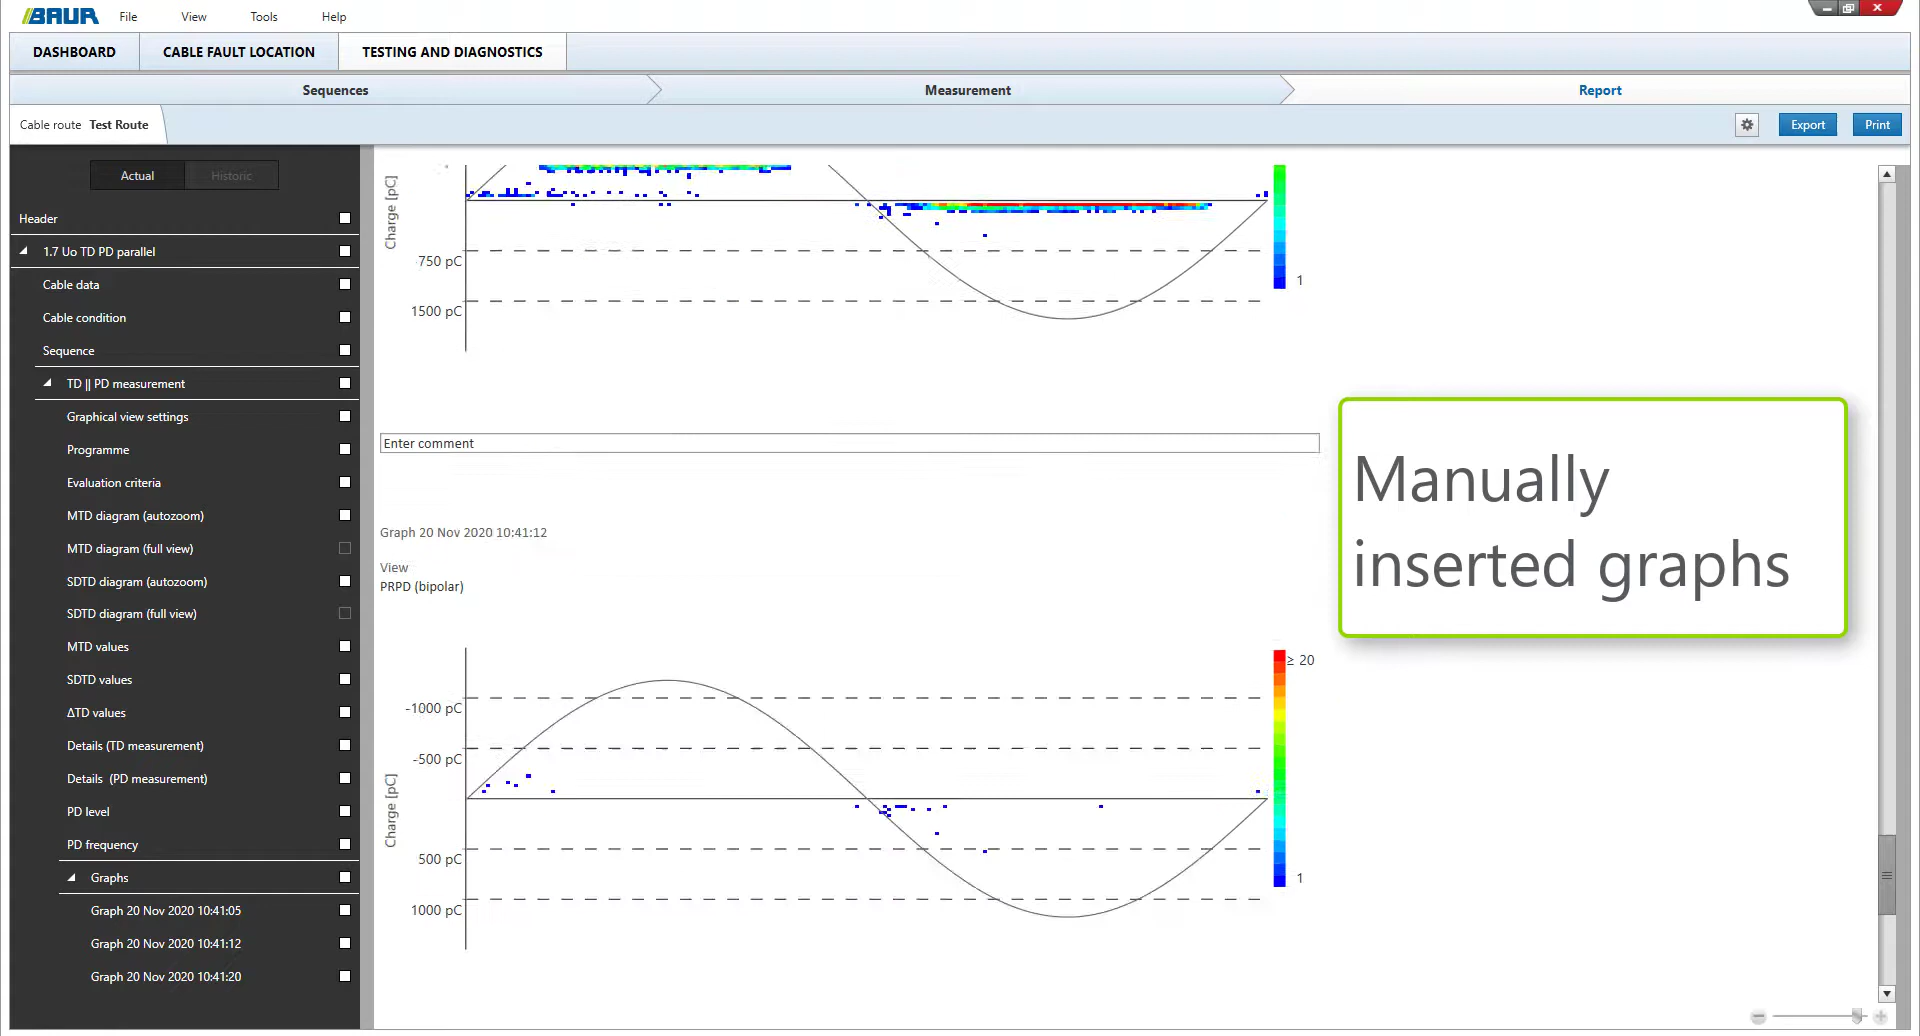 BAUR File View Tools Help
DASHBOARD CABLE FAULT LOCATION TESTING AND DIAGNOSTICS
Sequences Measurement Report
Cable route Test Route Export Print
Actual Historic
Header
1.7 Uo TD PD parallel
Cable data
Cable condition
Sequence
TD || PD measurement
Graphical view settings
Programme
Evaluation criteria
MTD diagram (autozoom)
MTD diagram (full view)
SDTD diagram (autozoom)
SDTD diagram (full view)
MTD values
SDTD values
ΔTD values
Details (TD measurement)
Details (PD measurement)
PD level
PD frequency
Graphs
Graph 20 Nov 2020 10:41:05
Graph 20 Nov 2020 10:41:12
Graph 20 Nov 2020 10:41:20
Charge [pC]
750 pC
1500 pC
1
Enter comment
Graph 20 Nov 2020 10:41:12
View
PRPD (bipolar)
≥ 20
-1000 pC
-500 pC
Charge [pC]
500 pC
1000 pC
1
Manually
inserted graphs